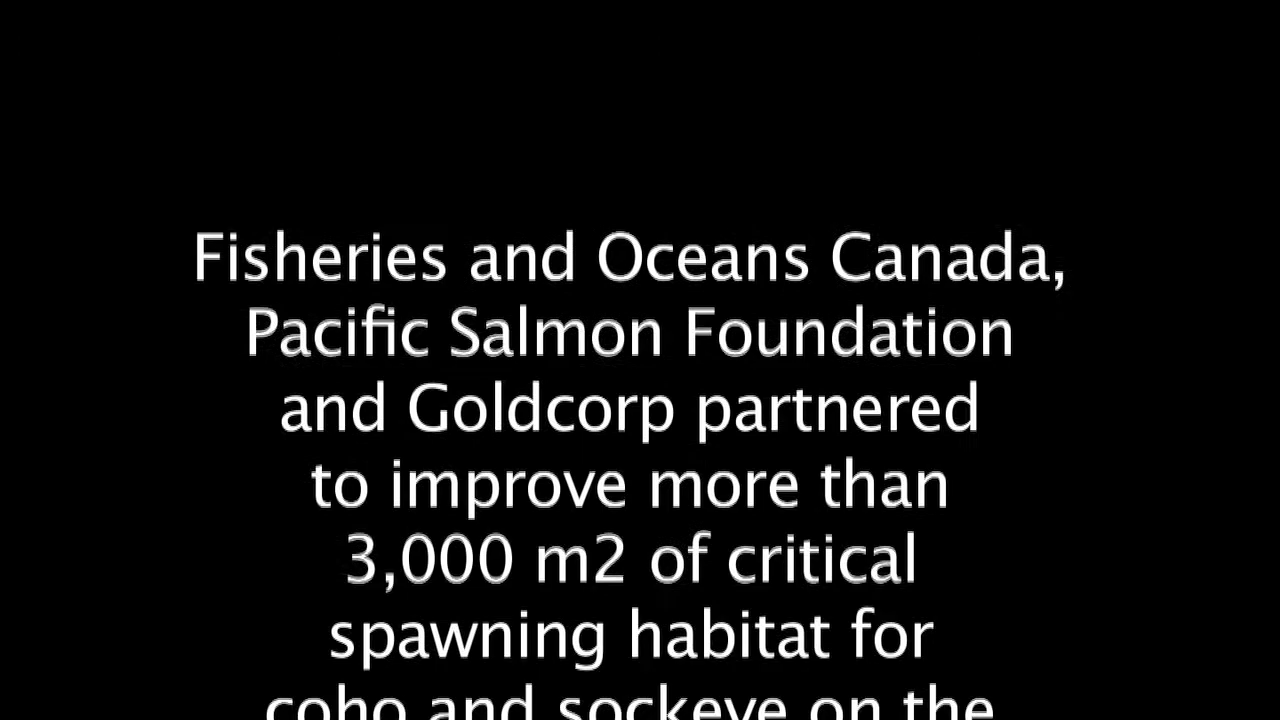 Fisheries and Oceans Canada,
Pacific Salmon Foundation
and Goldcorp partnered
to improve more than
3,000 m2 of critical
spawning habitat for
coho and sockeye on the